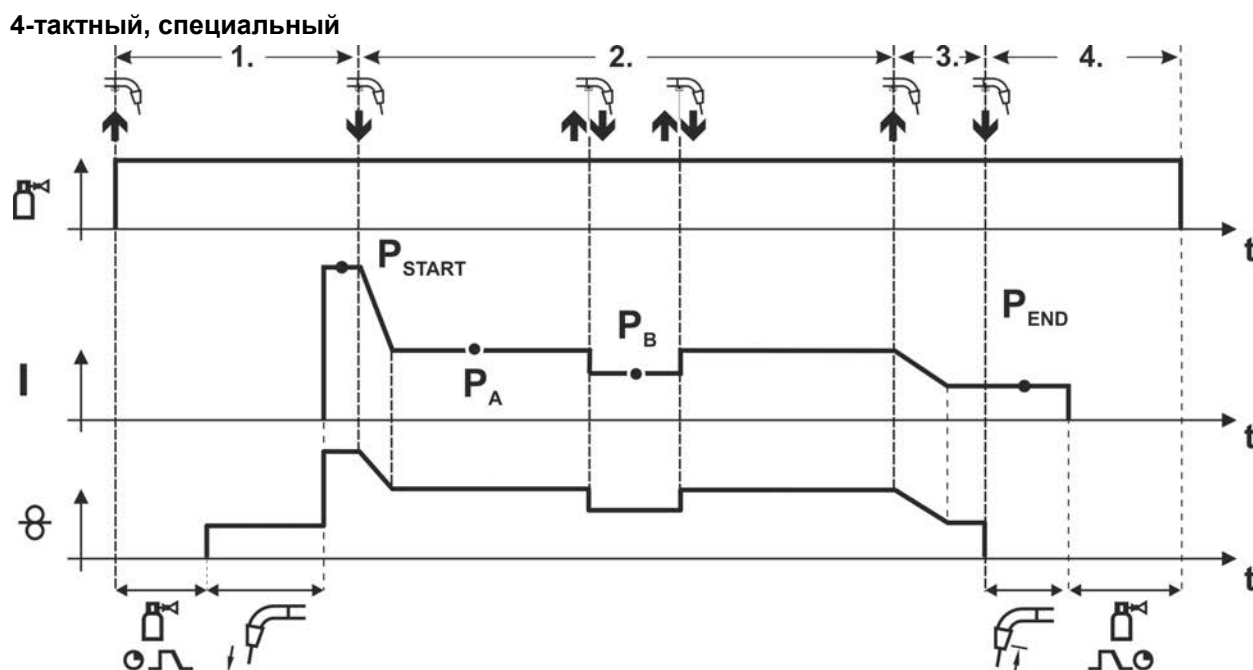 4-тактный, специальный
1. 2. 3. 4.
t
P START
P B
P END
P A
I
t
t